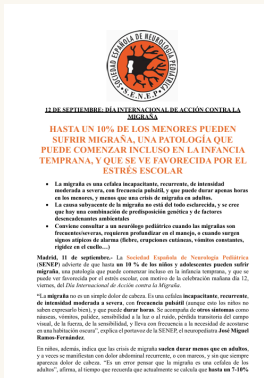 SOCIEDAD ESPAÑOLA DE NEUROLOGÍA PEDIÁTRICA
S.E.N.E.P.
12 DE SEPTIEMBRE: DÍA INTERNACIONAL DE ACCIÓN CONTRA LA
MIGRAÑA
HASTA UN 10% DE LOS MENORES PUEDEN
SUFRIR MIGRAÑA, UNA PATOLOGÍA QUE
PUEDE COMENZAR INCLUSO EN LA INFANCIA
TEMPRANA, Y QUE SE VE FAVORECIDA POR EL
ESTRÉS ESCOLAR
• La migraña es una cefalea incapacitante, recurrente, de intensidad
moderada a severa, con frecuencia pulsátil, y que puede durar apenas horas
en los menores, y menos que una crisis de migraña en adultos.
• La causa subyacente de la migraña no está del todo esclarecida, y se cree
que hay una combinación de predisposición genética y de factores
desencadenantes ambientales
• Conviene consultar a un neurólogo pediátrico cuando las migrañas son
frecuentes/severas, requieren profundizar en el manejo, o cuando surgen
signos atípicos de alarma (fiebre, erupciones cutáneas, vómitos constantes,
rigidez en el cuello…)
Madrid, 11 de septiembre.- La Sociedad Española de Neurología Pediátrica
(SENEP) advierte de que hasta un 10 % de los niños y adolescentes pueden sufrir
migraña, una patología que puede comenzar incluso en la infancia temprana, y que se
ve favorecida por el estrés escolar, con motivo de la celebración mañana día 12,
viernes, del Día Internacional de Acción contra la Migraña.
“La migraña no es un simple dolor de cabeza. Es una cefalea incapacitante, recurrente,
de intensidad moderada a severa, con frecuencia pulsátil (aunque esto los niños no
saben expresarlo bien), y que puede durar horas. Se acompaña de otros síntomas como
náuseas, vómitos, palidez, sensibilidad a la luz o al ruido, pérdida transitoria del campo
visual, de la fuerza, de la sensibilidad, y lleva con frecuencia a la necesidad de acostarse
en una habitación oscura”, explica el portavoce de la SENEP, el neuropediatra José Miguel
Ramos-Fernández.
En niños, además, indica que las crisis de migraña suelen durar menos que en adultos,
y a veces se manifiestan con dolor abdominal recurrente, o con mareos, y sin que siempre
aparezca dolor de cabeza. “Es un error pensar que la migraña es una cefalea de los
adultos”, afirma, al tiempo que recuerda que actualmente se calcula que hasta un 7-10%